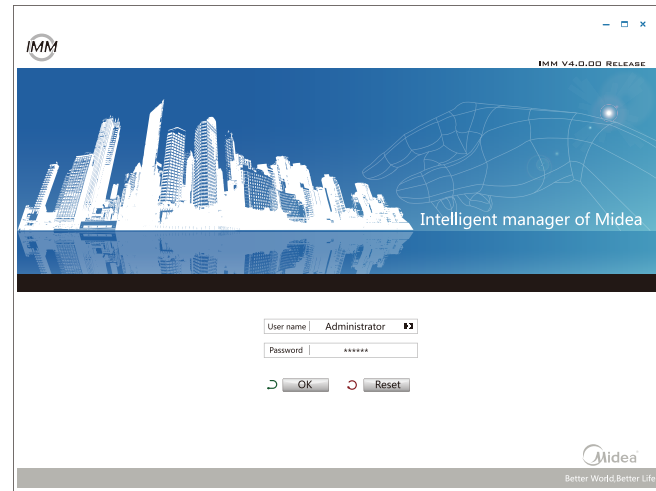 IMM
IMM V4.0.00 RELEASE
Intelligent manager of Midea
User name Administrator
Password ******
OK Reset
Midea
Better World,Better Life